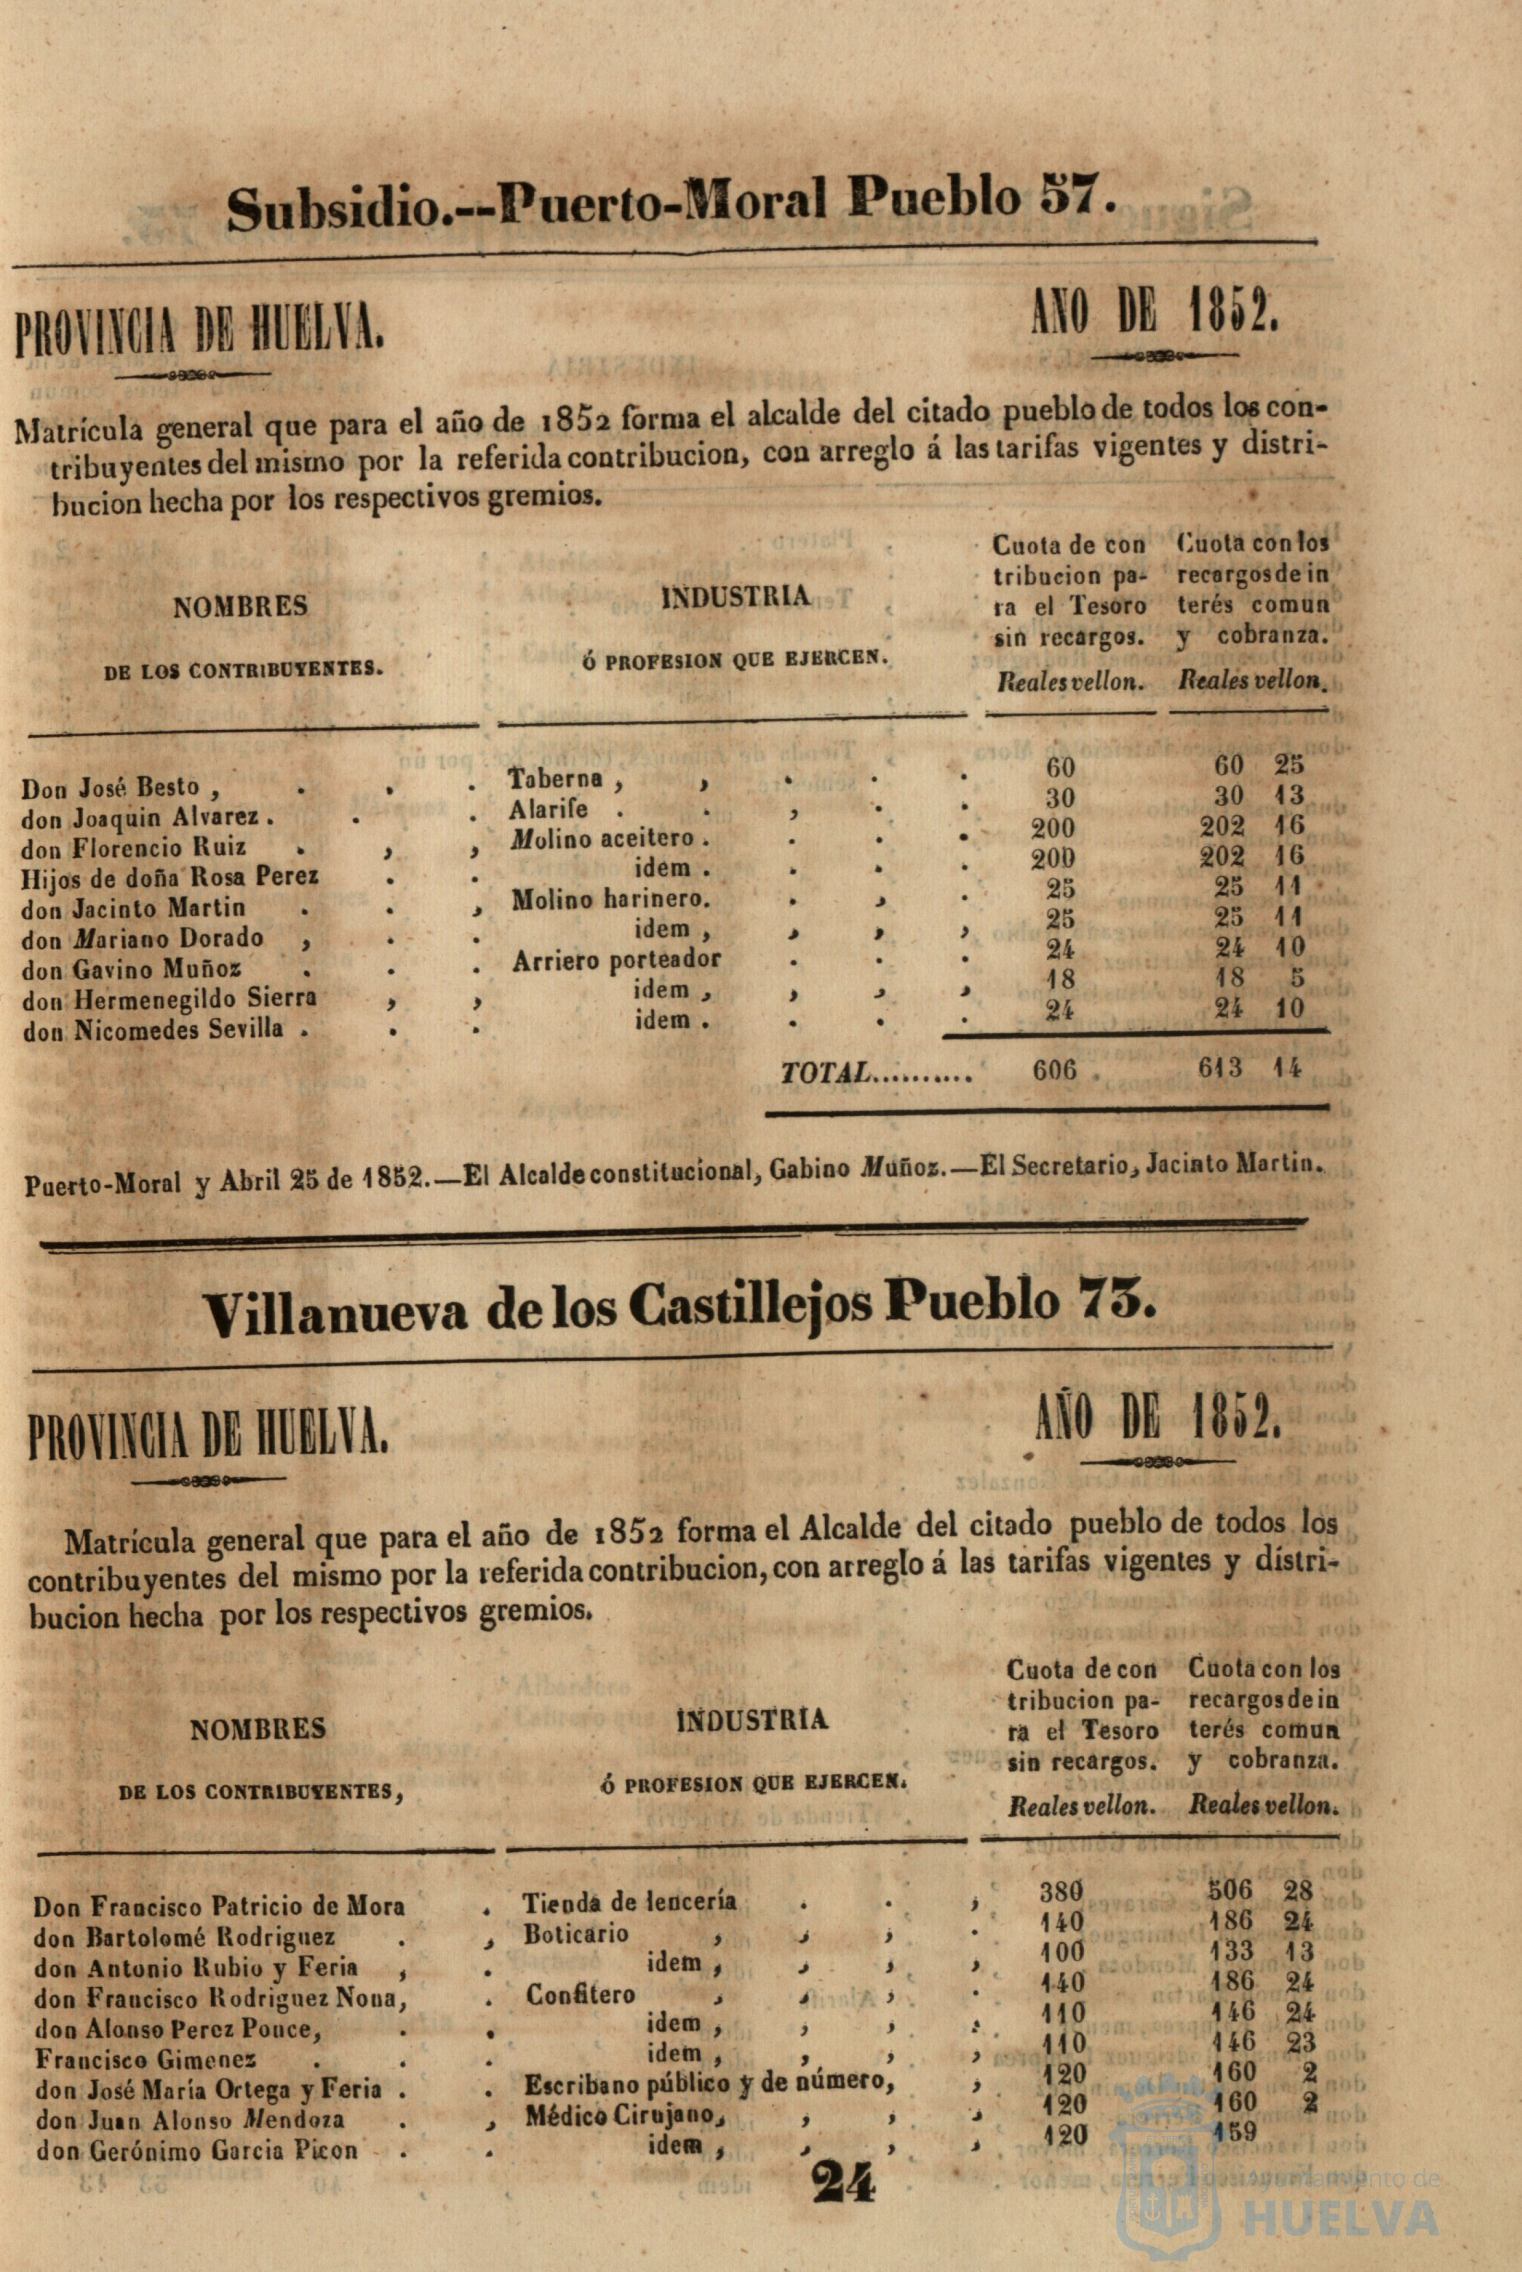 Subsidio.--Puerto-Moral Pueblo 57.
PROVINCIA DE HUELVA.
AÑO DE 1852.
Matrícula general que para el año de 1852 forma el alcalde del citado pueblo de todos los con-
tribuyentes del mismo por la referida contribucion, con arreglo á las tarifas vigentes y distri-
bucion hecha por los respectivos gremios.
NOMBRES
DE LOS CONTRIBUYENTES.
INDUSTRIA
Ó PROFESION QUE EJERCEN.
Cuota de con
tribucion pa-
ra el Tesoro
sin recargos.
Reales vellon.
Cuota con los
recargos de in
terés comun
y cobranza.
Reales vellon.
Don José Besto , . . . Taberna , , . . . 60 60 25
don Joaquin Alvarez . . . Alarife . . , . . 30 30 13
don Florencio Ruiz . , , Molino aceitero . . . . 200 202 16
Hijos de doña Rosa Perez . . idem . . . . 200 202 16
don Jacinto Martin . . , Molino harinero. . , . 25 25 11
don Mariano Dorado , . . idem , , , , 25 25 11
don Gavino Muñoz . . . Arriero porteador . . . 24 24 10
don Hermenegildo Sierra , , idem , , , , 18 18 5
don Nicomedes Sevilla . . . idem . . . . 24 24 10
TOTAL.......... 606 613 14
Puerto-Moral y Abril 25 de 1852.—El Alcalde constitucional, Gabino Muñoz.—El Secretario, Jacinto Martin.
Villanueva de los Castillejos Pueblo 73.
PROVINCIA DE HUELVA.
AÑO DE 1852.
Matrícula general que para el año de 1852 forma el Alcalde del citado pueblo de todos los
contribuyentes del mismo por la referida contribucion, con arreglo á las tarifas vigentes y distri-
bucion hecha por los respectivos gremios.
NOMBRES
DE LOS CONTRIBUYENTES,
INDUSTRIA
Ó PROFESION QUE EJERCEN.
Cuota de con
tribucion pa-
ra el Tesoro
sin recargos.
Reales vellon.
Cuota con los
recargos de in
terés comun
y cobranza.
Reales vellon.
Don Francisco Patricio de Mora . Tienda de lencería . . , 380 506 28
don Bartolomé Rodriguez . , Boticario , , , . 140 186 24
don Antonio Rubio y Feria , . idem , , , , 100 133 13
don Francisco Rodriguez Nona, . Confitero , , , . 140 186 24
don Alonso Perez Ponce, . . idem , , , , 110 146 24
Francisco Gimenez . . . idem , , , , 110 146 23
don José María Ortega y Feria . . Escribano público y de número, , 120 160 2
don Juan Alonso Mendoza . , Médico Cirujano, , , , 120 160 2
don Gerónimo Garcia Picon . . idem , , , , 120 159
24
Ayuntamiento de
HUELVA